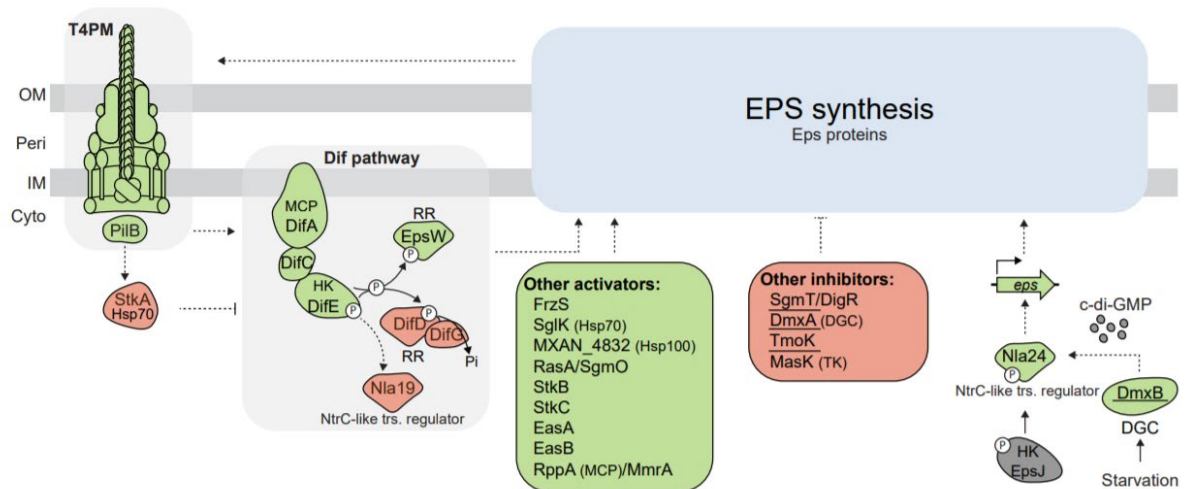 T4PM
OM
Peri
IM
Cyto
PilB
StkA
Hsp70
Dif pathway
MCP
DifA
DifC
HK
DifE
P
P
RR
EpsW
P
P
DifD
DifG
RR
Pi
Nla19
NtrC-like trs. regulator
EPS synthesis
Eps proteins
Other activators:
FrzS
SglK (Hsp70)
MXAN_4832 (Hsp100)
RasA/SgmO
StkB
StkC
EasA
EasB
RppA (MCP)/MmrA
Other inhibitors:
SgmT/DigR
DmxA (DGC)
TmoK
MasK (TK)
eps
c-di-GMP
Nla24
P
NtrC-like trs. regulator
DmxB
DGC
P
HK
EpsJ
Starvation